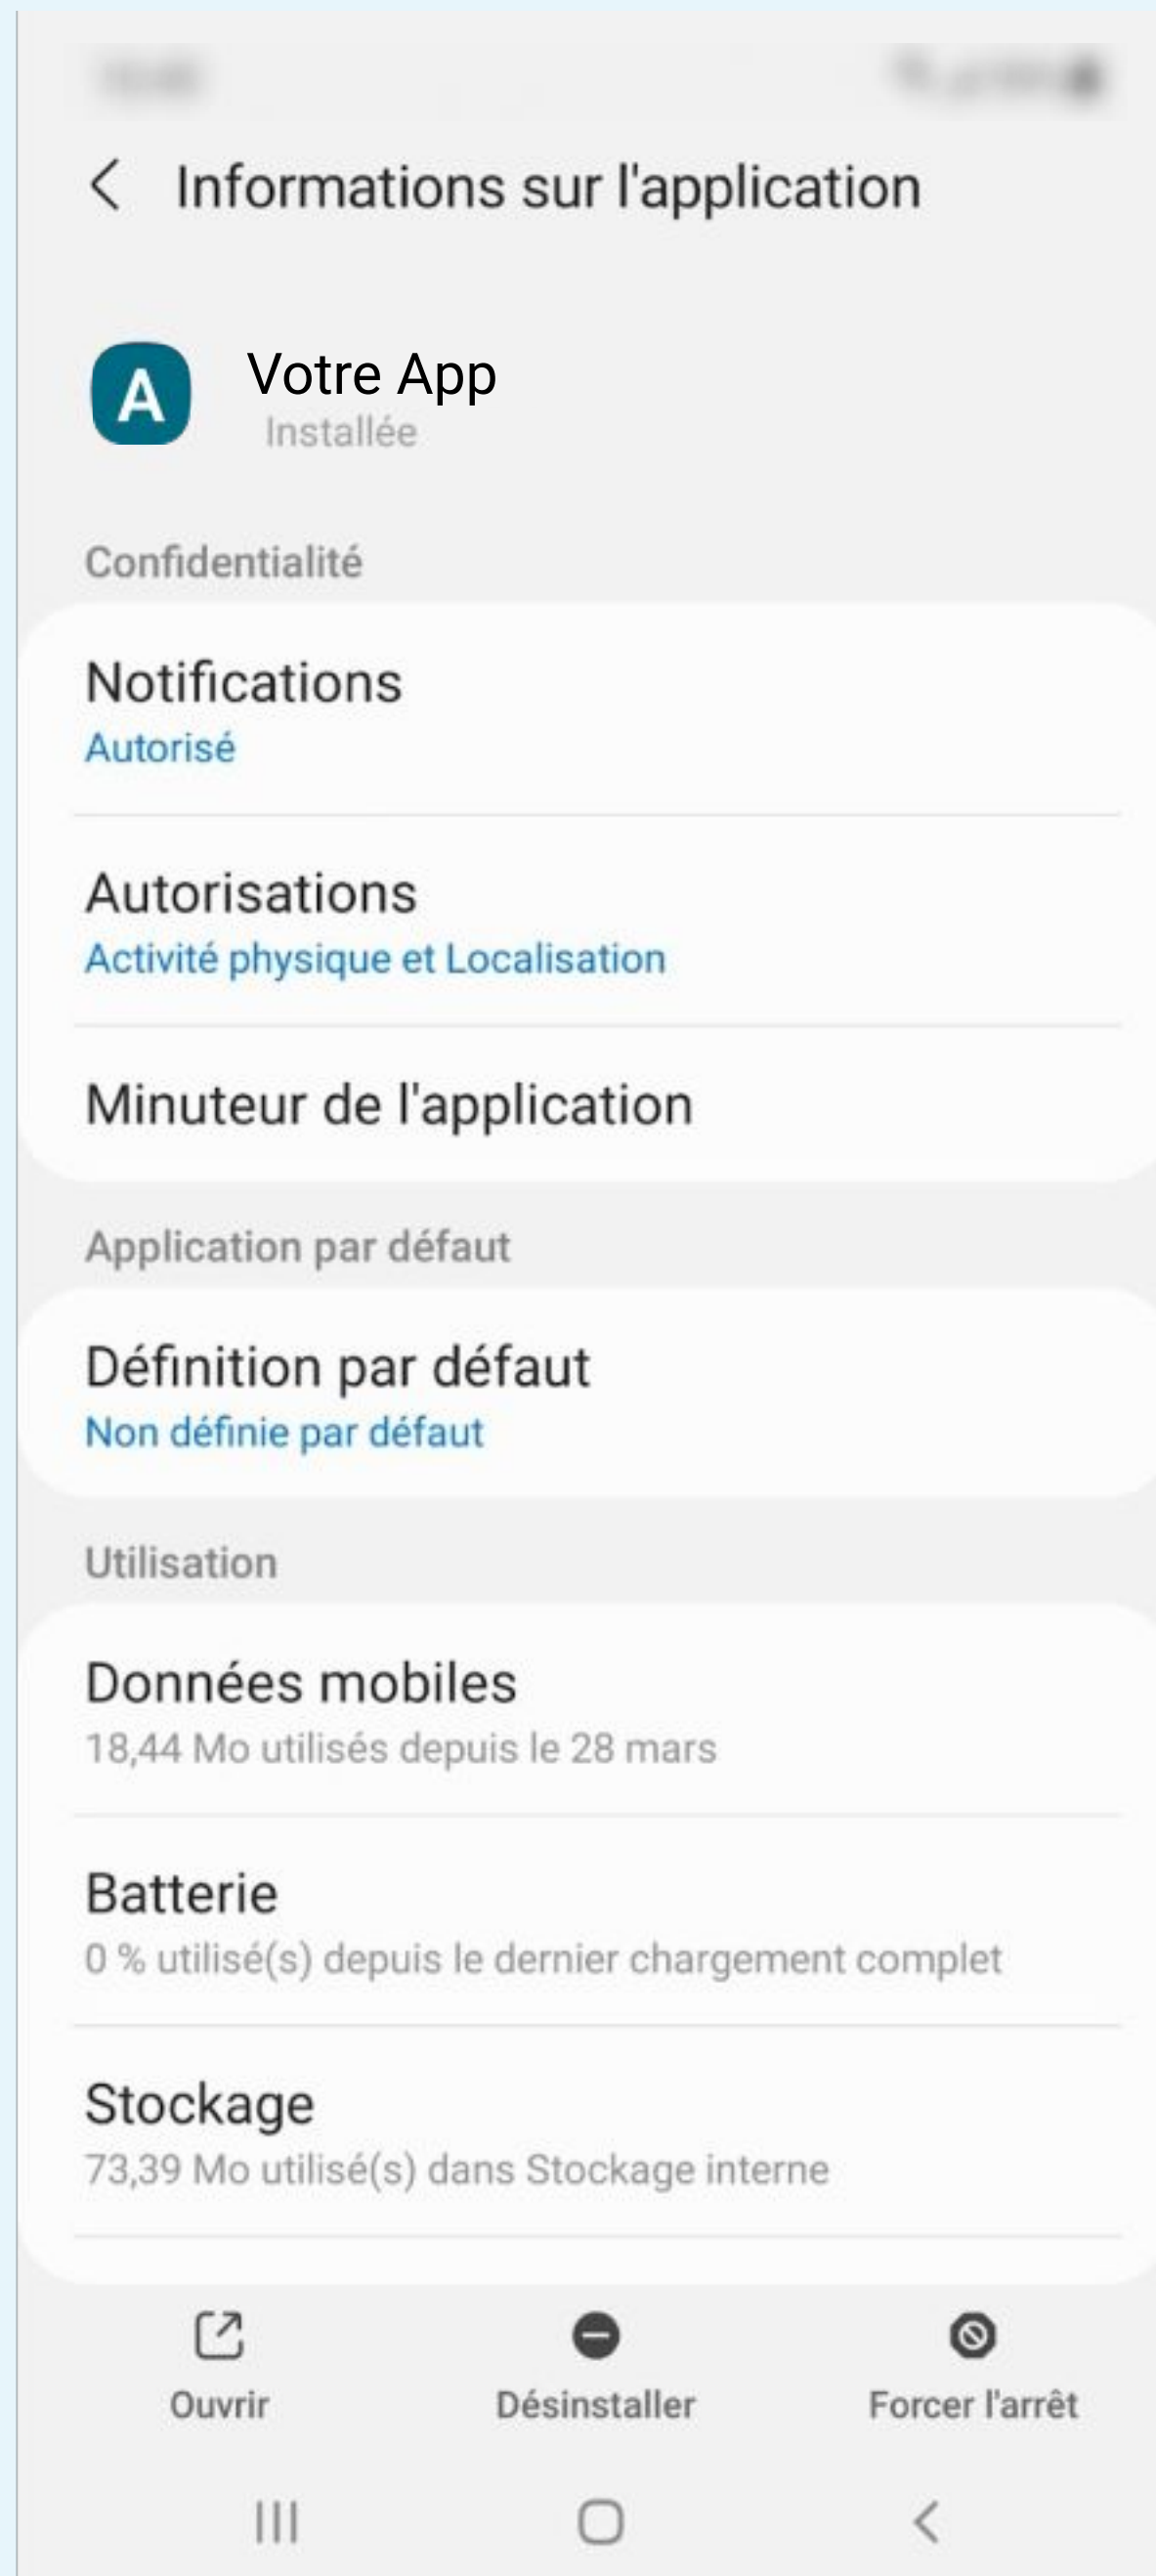 Informations sur l'application
A
Votre App
Installée
Confidentialité
Notifications
Autorisé
Autorisations
Activité physique et Localisation
Minuteur de l'application
Application par défaut
Définition par défaut
Non définie par défaut
Utilisation
Données mobiles
18,44 Mo utilisés depuis le 28 mars
Batterie
0 % utilisé(s) depuis le dernier chargement complet
Stockage
73,39 Mo utilisé(s) dans Stockage interne
Ouvrir
Désinstaller
Forcer l'arrêt